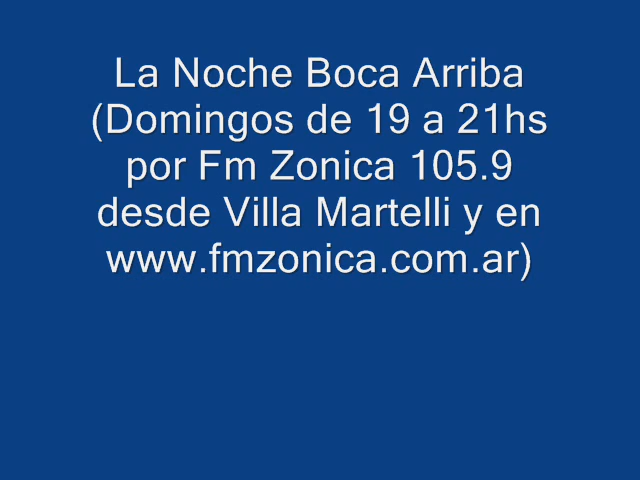 La Noche Boca Arriba
(Domingos de 19 a 21hs
por Fm Zonica 105.9
desde Villa Martelli y en
www.fmzonica.com.ar)